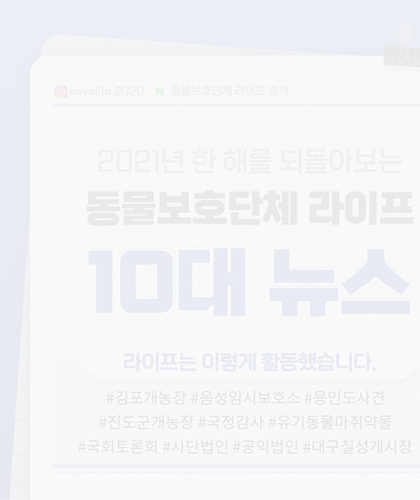 savelife.2020 N 동물보호단체 라이프 검색
2021년 한 해를 되돌아보는
동물보호단체 라이프
10대 뉴스
라이프는 이렇게 활동했습니다.
#김포개농장 #음성임시보호소 #용인도사견
#진도군개농장 #국정감사 #유기동물마취약물
#국회토론회 #사단법인 #공익법인 #대구칠성개시장